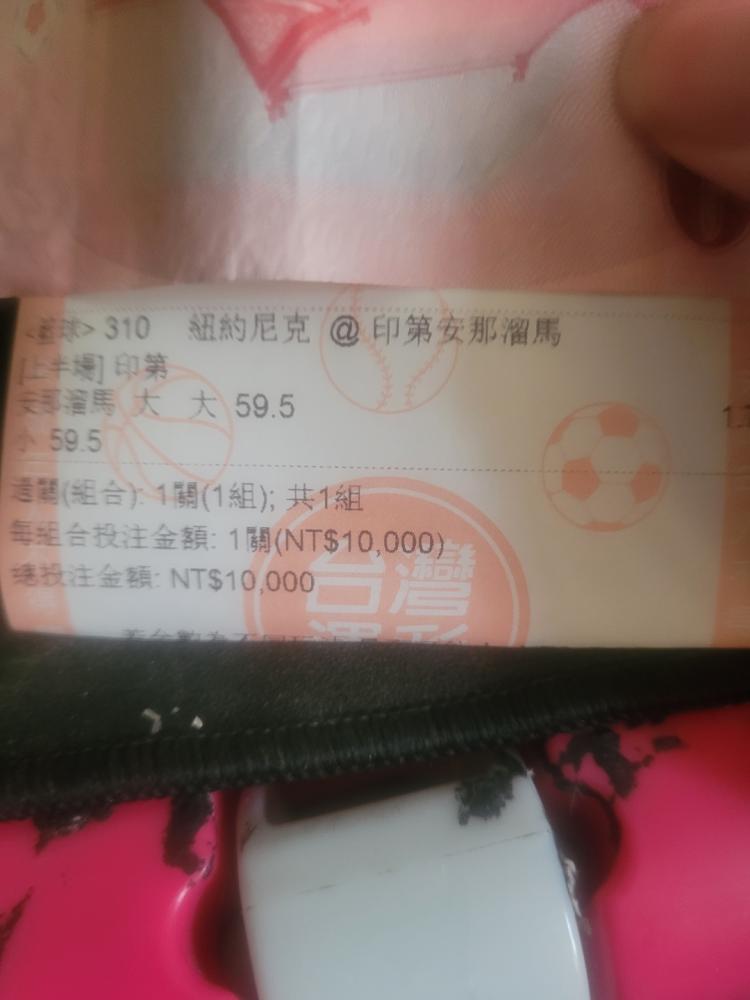 <籃球> 310 紐約尼克 @ 印第安那溜馬
[上半場] 印第
安那溜馬 大 大 59.5
小 59.5
過關(組合): 1關(1組); 共1組
每組合投注金額: 1關(NT$10,000)
總投注金額: NT$10,000
台灣